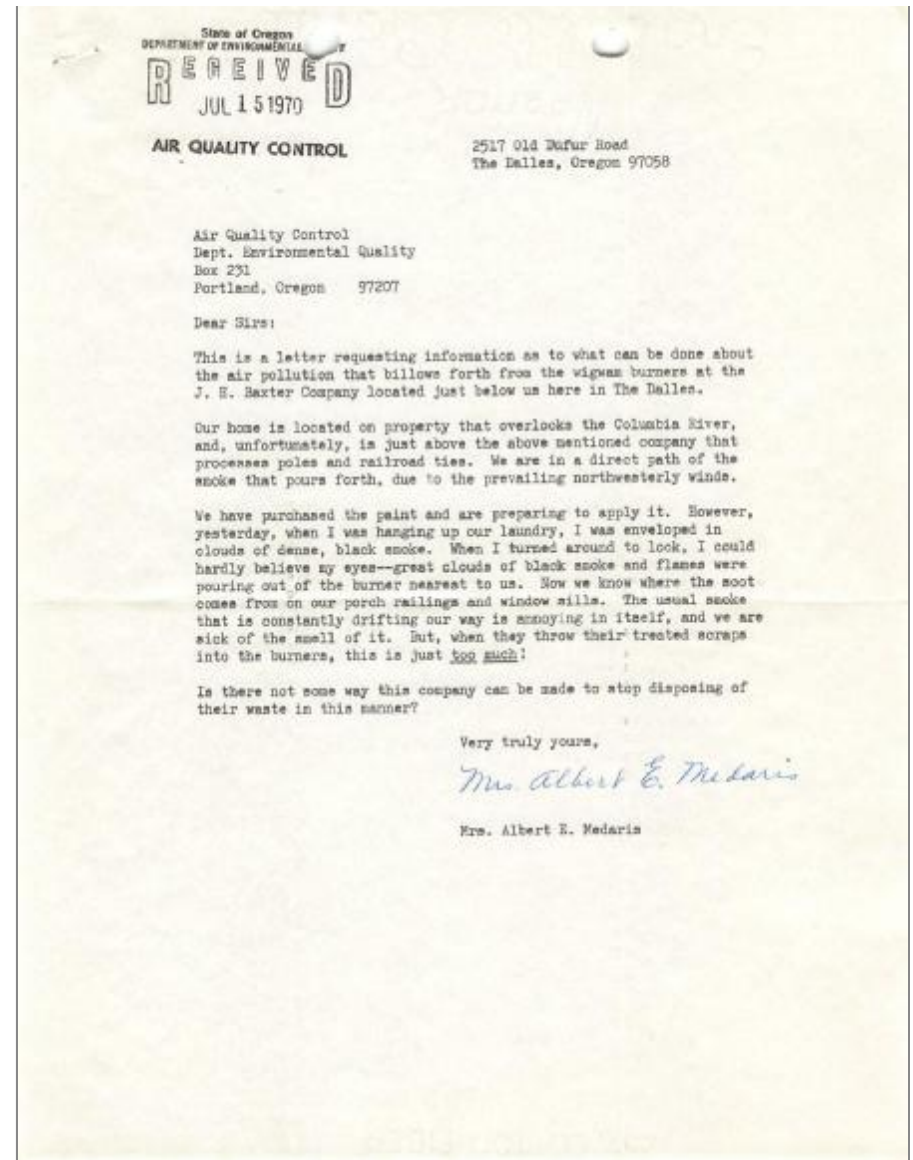 State of Oregon
DEPARTMENT OF ENVIRONMENTAL
RECEIVED
JUL 15 1970
AIR QUALITY CONTROL
2517 Old Dufur Road
The Dalles, Oregon 97058
Air Quality Control
Dept. Environmental Quality
Box 231
Portland, Oregon 97207
Dear Sirs:
This is a letter requesting information as to what can be done about
the air pollution that billows forth from the wigwam burners at the
J. H. Baxter Company located just below us here in The Dalles.
Our home is located on property that overlooks the Columbia River,
and, unfortunately, is just above the above mentioned company that
processes poles and railroad ties. We are in a direct path of the
smoke that pours forth, due to the prevailing northwesterly winds.
We have purchased the paint and are preparing to apply it. However,
yesterday, when I was hanging up our laundry, I was enveloped in
clouds of dense, black smoke. When I turned around to look, I could
hardly believe my eyes--great clouds of black smoke and flames were
pouring out of the burner nearest to us. Now we know where the soot
comes from on our porch railings and window sills. The usual smoke
that is constantly drifting our way is annoying in itself, and we are
sick of the smell of it. But, when they throw their treated scraps
into the burners, this is just too much!
Is there not some way this company can be made to stop disposing of
their waste in this manner?
Very truly yours,
Mrs. Albert E. Medaris
Mrs. Albert E. Medaris